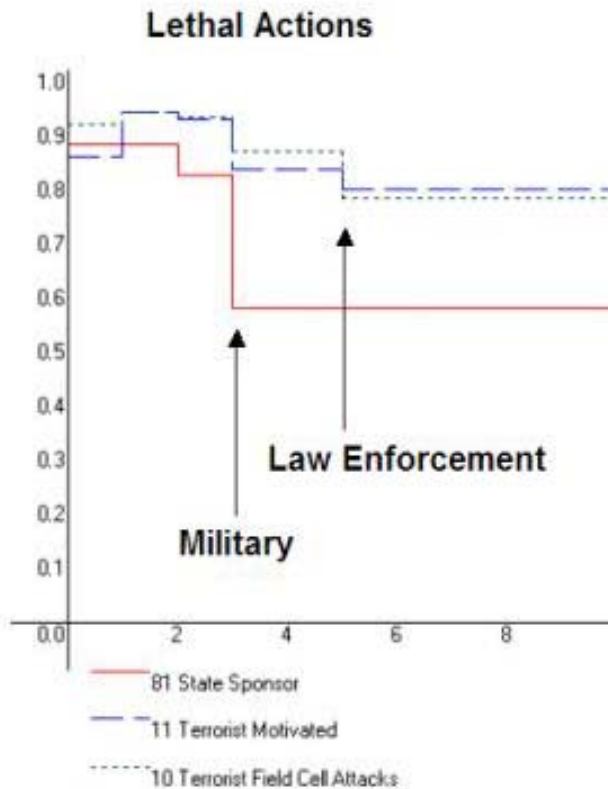 Lethal Actions
1.0
0.9
0.8
0.7
0.6
0.5
0.4
0.3
0.2
0.1
0.0 2 4 6 8
Law Enforcement
Military
81 State Sponsor
11 Terrorist Motivated
10 Terrorist Field Cell Attacks